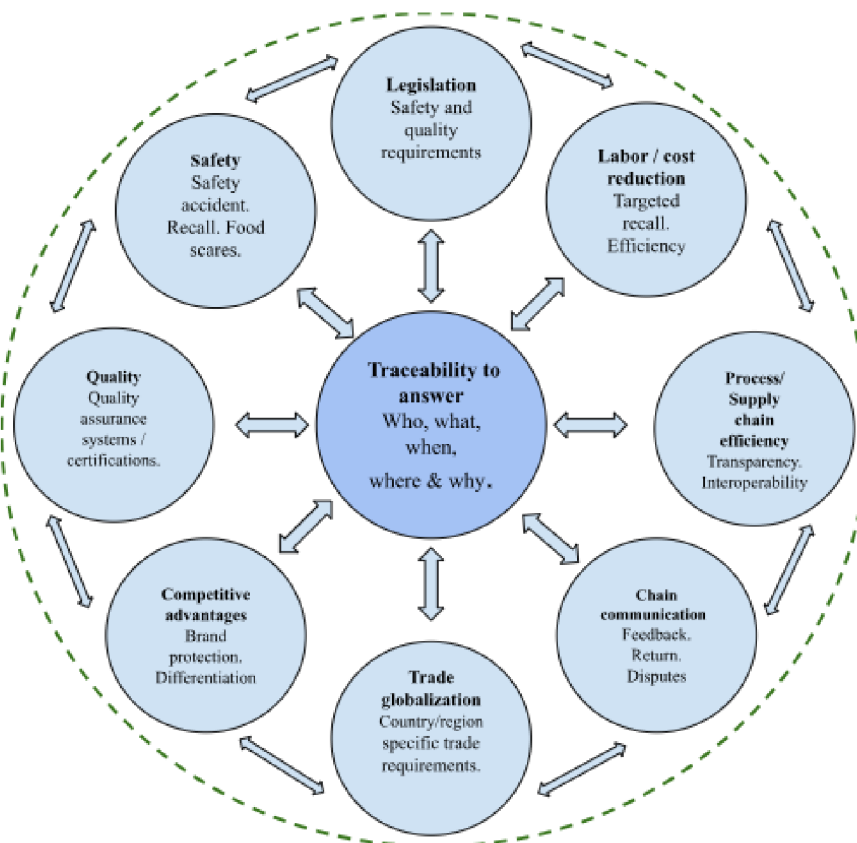 Legislation
Safety and
quality
requirements
Labor / cost
reduction
Targeted
recall.
Efficiency
Process/
Supply
chain
efficiency
Transparency.
Interoperability
Chain
communication
Feedback.
Return.
Disputes
Trade
globalization
Country/region
specific trade
requirements.
Competitive
advantages
Brand
protection.
Differentiation
Quality
Quality
assurance
systems /
certifications.
Safety
Safety
accident.
Recall. Food
scares.
Traceability to
answer
Who, what,
when,
where & why.